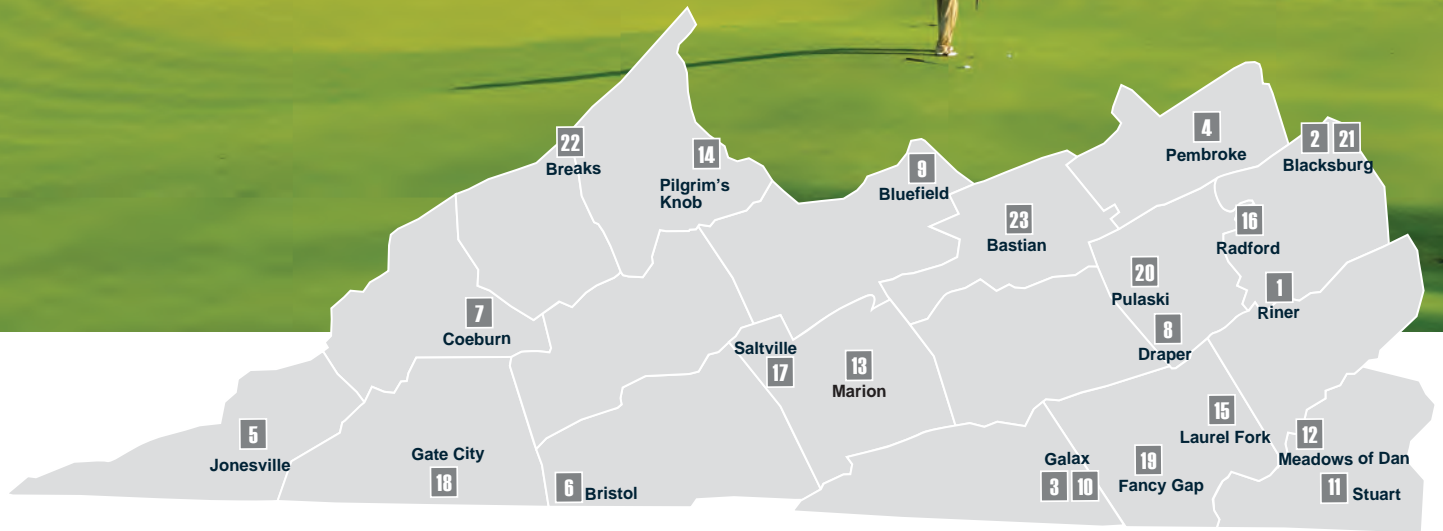 22
Breaks
14
Pilgrim's
Knob
9
Bluefield
4
Pembroke
2 21
Blacksburg
23
Bastian
16
Radford
20
Pulaski
1
Riner
7
Coeburn
8
Draper
Saltville
17
13
Marion
5
Jonesville
Gate City
18
6 Bristol
15
Laurel Fork
12
Meadows of Dan
Galax
3 10
19
Fancy Gap
11 Stuart